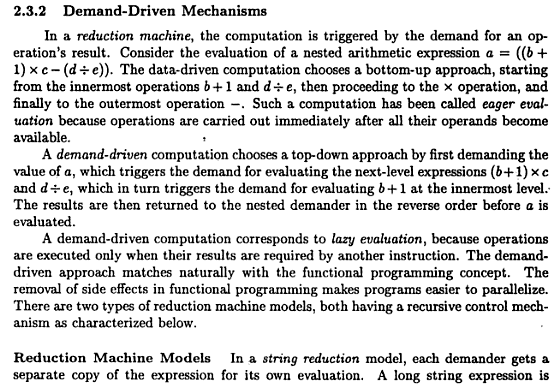 2.3.2 Demand-Driven Mechanisms
In a reduction machine, the computation is triggered by the demand for an op-
eration's result. Consider the evaluation of a nested arithmetic expression a = ((b +
1) × c − (d ÷ e)). The data-driven computation chooses a bottom-up approach, starting
from the innermost operations b + 1 and d ÷ e, then proceeding to the × operation, and
finally to the outermost operation −. Such a computation has been called eager eval-
uation because operations are carried out immediately after all their operands become
available.
A demand-driven computation chooses a top-down approach by first demanding the
value of a, which triggers the demand for evaluating the next-level expressions (b+1) × c
and d ÷ e, which in turn triggers the demand for evaluating b + 1 at the innermost level.
The results are then returned to the nested demander in the reverse order before a is
evaluated.
A demand-driven computation corresponds to lazy evaluation, because operations
are executed only when their results are required by another instruction. The demand-
driven approach matches naturally with the functional programming concept. The
removal of side effects in functional programming makes programs easier to parallelize.
There are two types of reduction machine models, both having a recursive control mech-
anism as characterized below.
Reduction Machine Models In a string reduction model, each demander gets a
separate copy of the expression for its own evaluation. A long string expression is